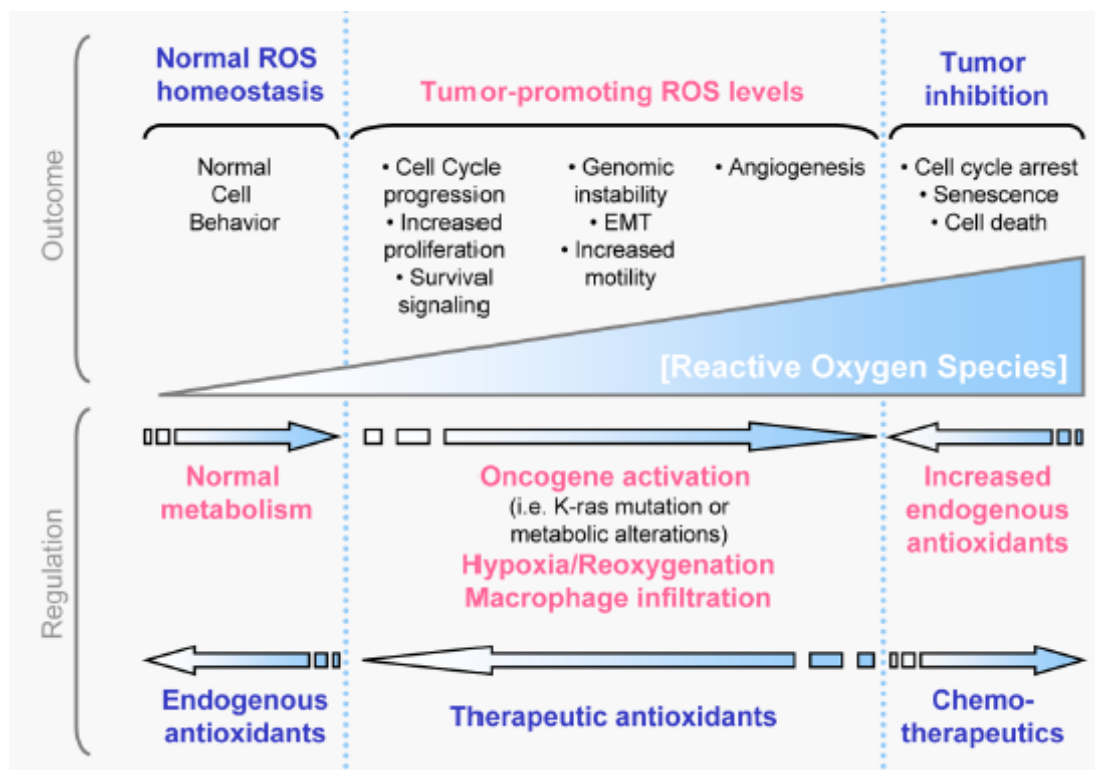 Outcome
Normal ROS
homeostasis
Tumor-promoting ROS levels
Tumor
inhibition
Normal
Cell
Behavior
• Cell Cycle
progression
• Increased
proliferation
• Survival
signaling
• Genomic
instability
• EMT
• Increased
motility
• Angiogenesis
• Cell cycle arrest
• Senescence
• Cell death
[Reactive Oxygen Species]
Regulation
Normal
metabolism
Oncogene activation
(i.e. K-ras mutation or
metabolic alterations)
Hypoxia/Reoxygenation
Macrophage infiltration
Increased
endogenous
antioxidants
Endogenous
antioxidants
Therapeutic antioxidants
Chemo-
therapeutics